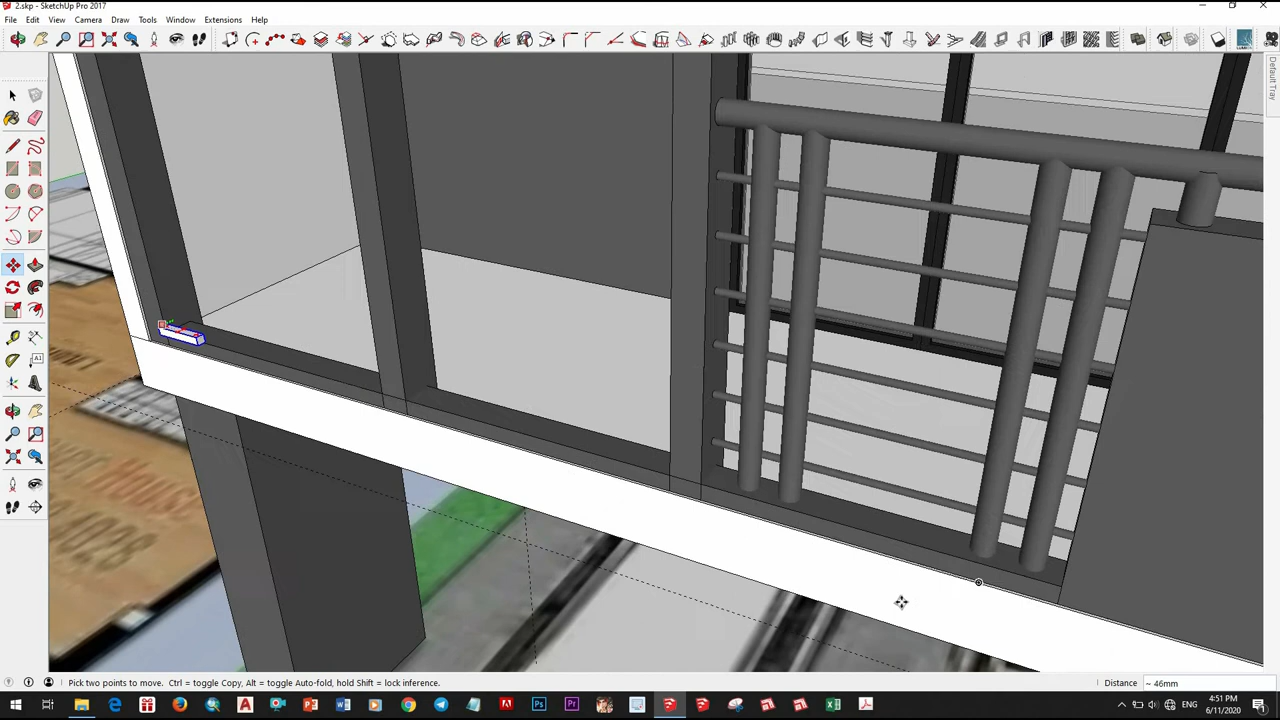 2.skp - SketchUp Pro 2017
File Edit View Camera Draw Tools Window Extensions Help
Default Tray
Pick two points to move. Ctrl = toggle Copy, Alt = toggle Auto-fold, hold Shift = lock inference.
Distance ~ 46mm
ENG
4:51 PM
6/11/2020